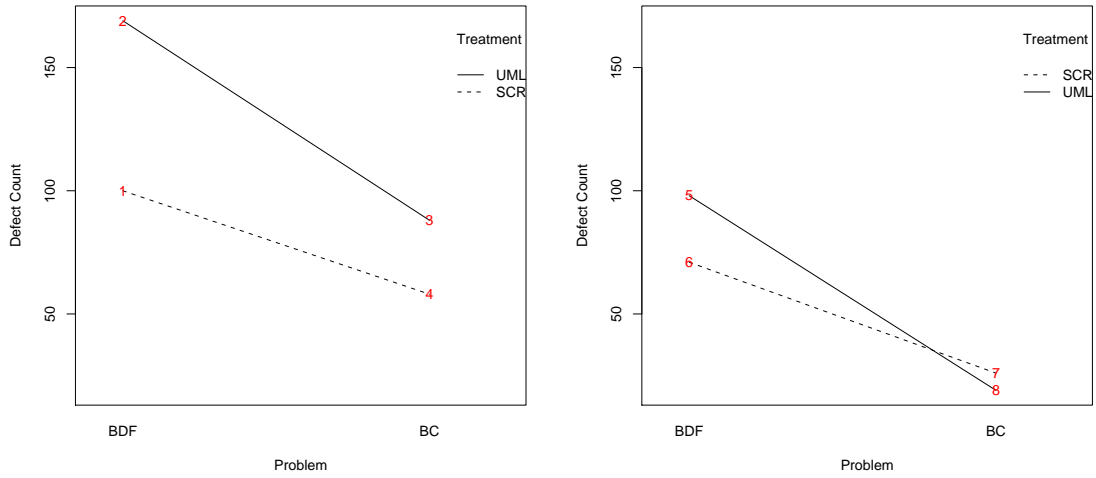 Defect Count
150
100
50
2
1
3
4
Treatment
UML
SCR
BDF
BC
Problem
Defect Count
150
100
50
5
6
7
8
Treatment
SCR
UML
BDF
BC
Problem